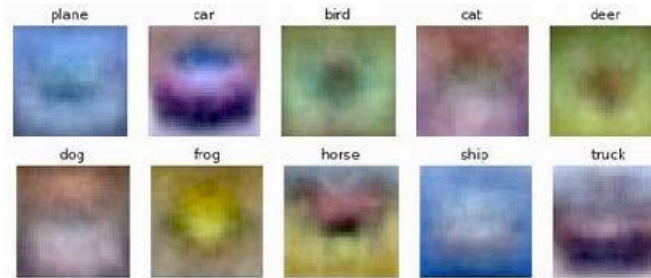 plane car bird cat deer
dog frog horse ship truck